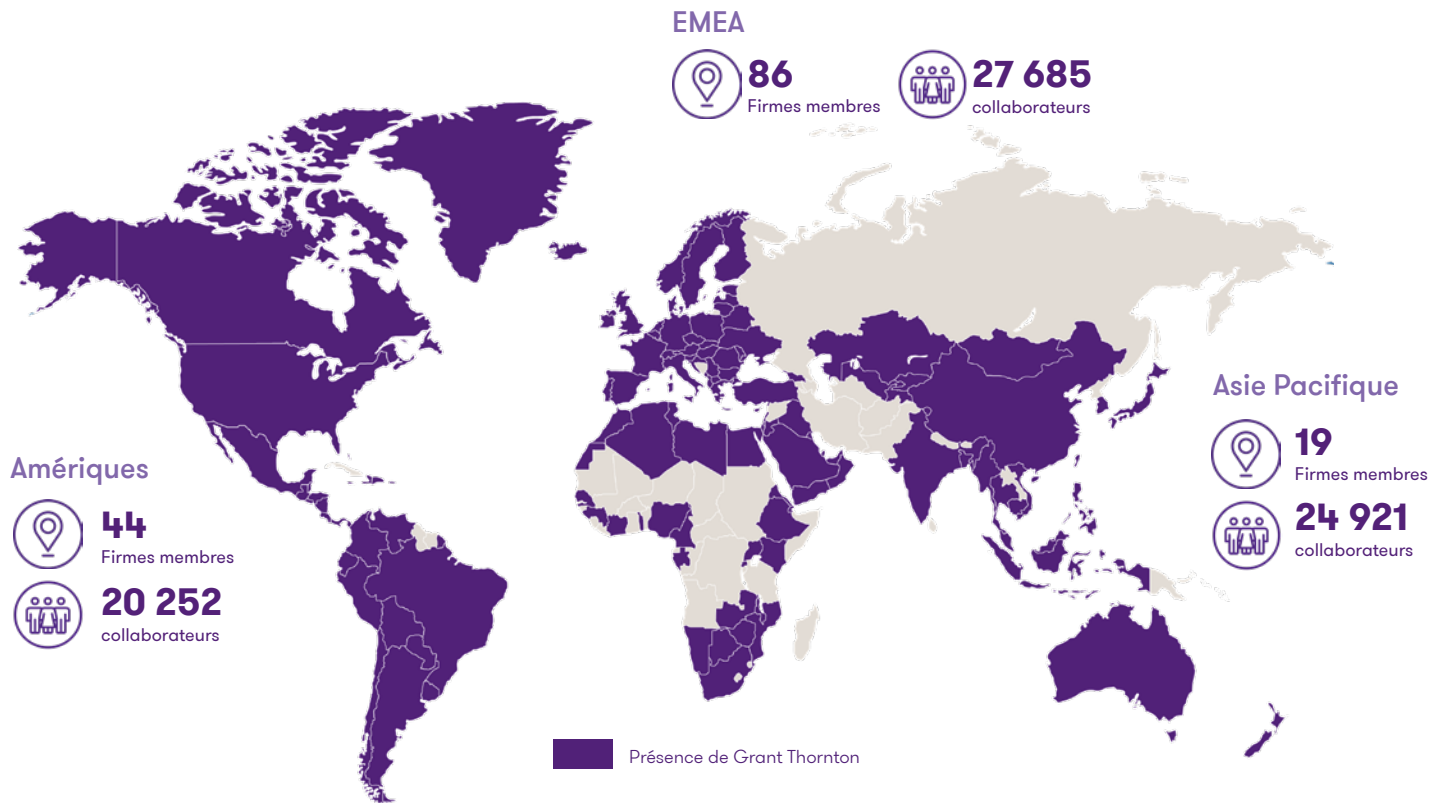 EMEA
86
Firmes membres
27 685
collaborateurs
Asie Pacifique
19
Firmes membres
24 921
collaborateurs
Amériques
44
Firmes membres
20 252
collaborateurs
Présence de Grant Thornton